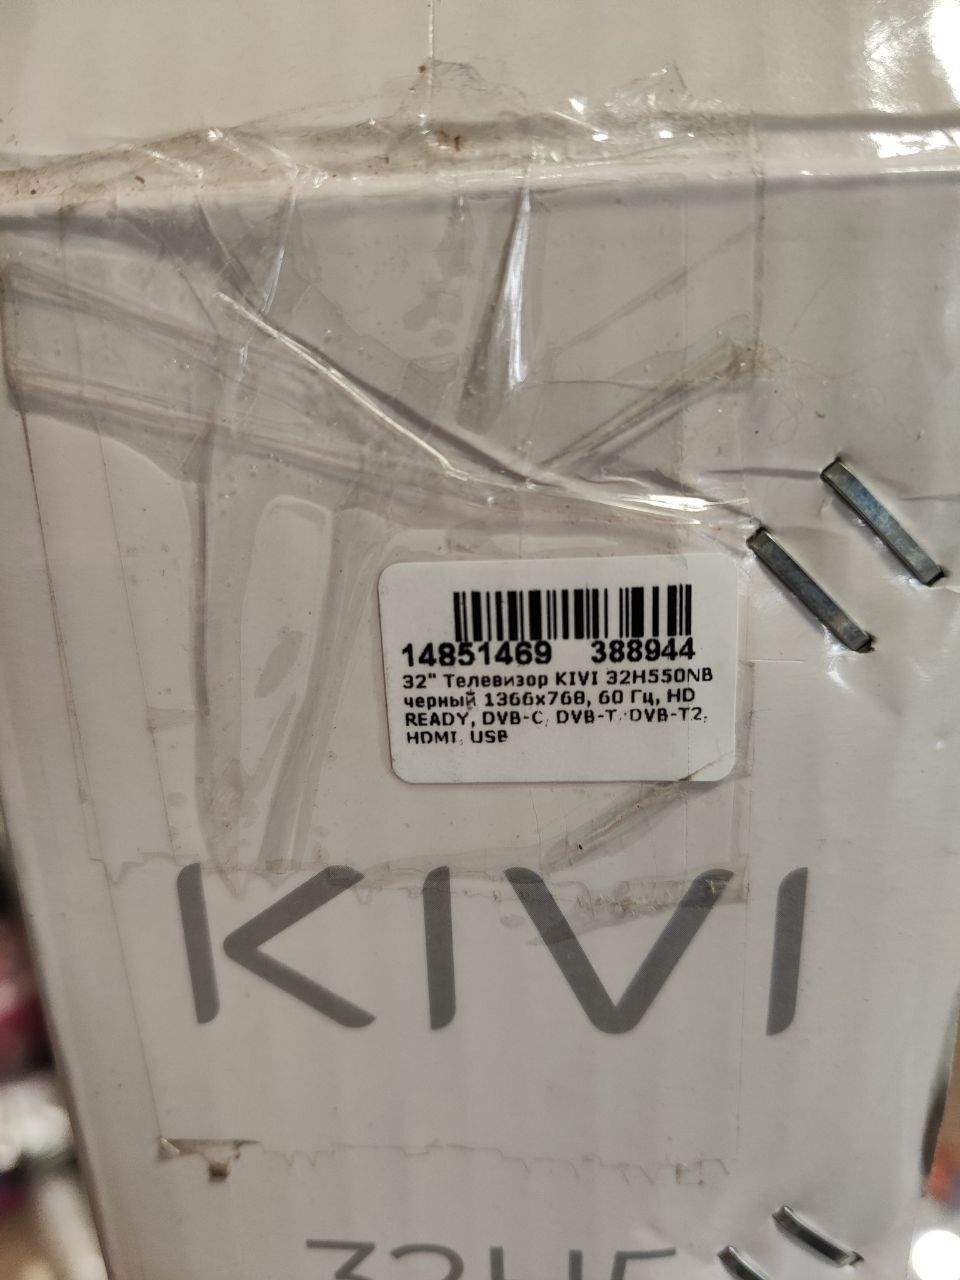 14851469 388944
32" Телевизор KIVI 32H550NB
черный 1366x768, 60 Гц, HD
READY, DVB-C, DVB-T, DVB-T2,
HDMI, USB
KIVI